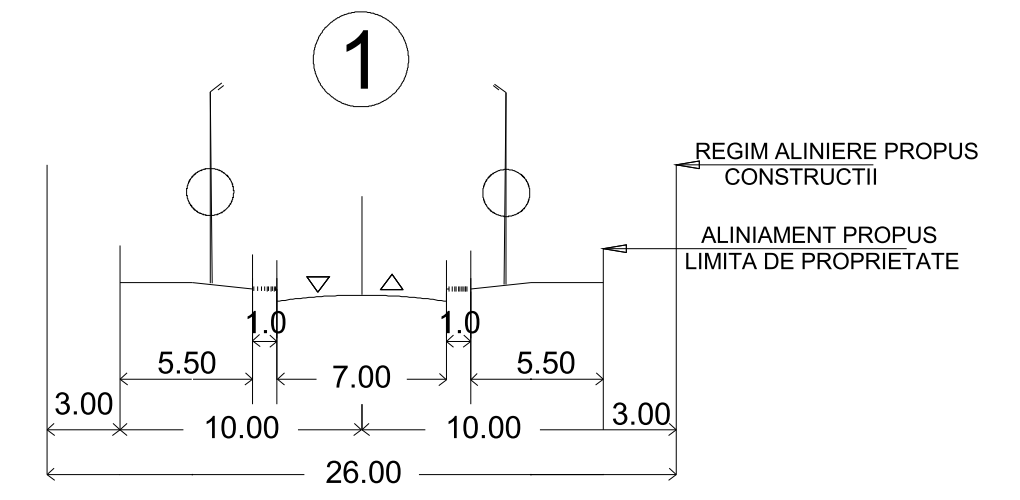 1
REGIM ALINIERE PROPUS
CONSTRUCTII
ALINIAMENT PROPUS
LIMITA DE PROPRIETATE
1.0 1.0
5.50 7.00 5.50
3.00 10.00 10.00 3.00
26.00